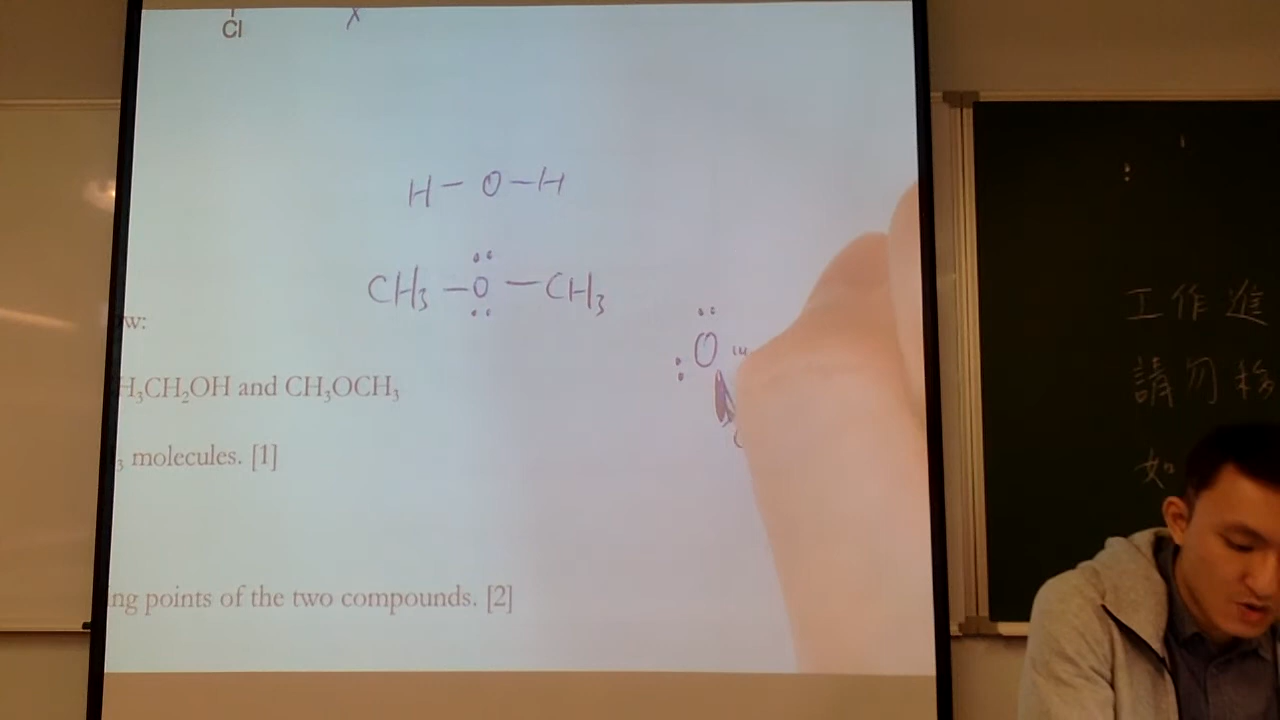 Cl
H - O - H
CH₃ - O - CH₃
w:
H₃CH₂OH and CH₃OCH₃
O
₃ molecules. [1]
ng points of the two compounds. [2]
工作進
請勿移
如